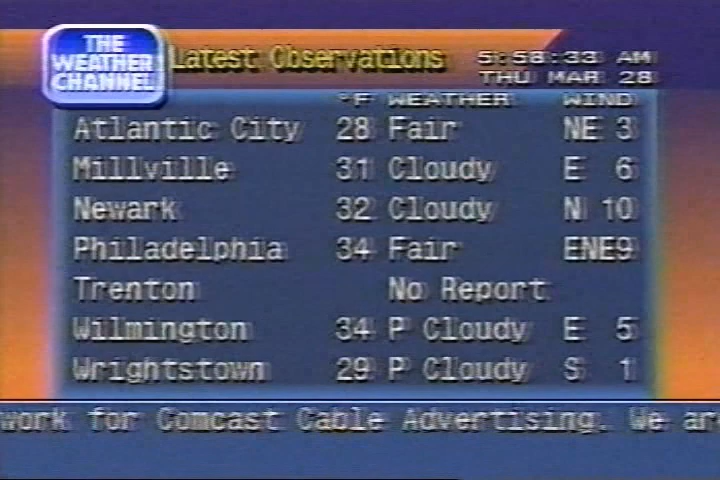 THE
WEATHER
CHANNEL
Latest Observations
5:58:33 AM
THU MAR 28
°F WEATHER WIND
Atlantic City 28 Fair NE 3
Millville 31 Cloudy E 6
Newark 32 Cloudy N 10
Philadelphia 34 Fair ENE9
Trenton No Report
Wilmington 34 P Cloudy E 5
Wrightstown 29 P Cloudy S 1
work for Comcast Cable Advertising. We are